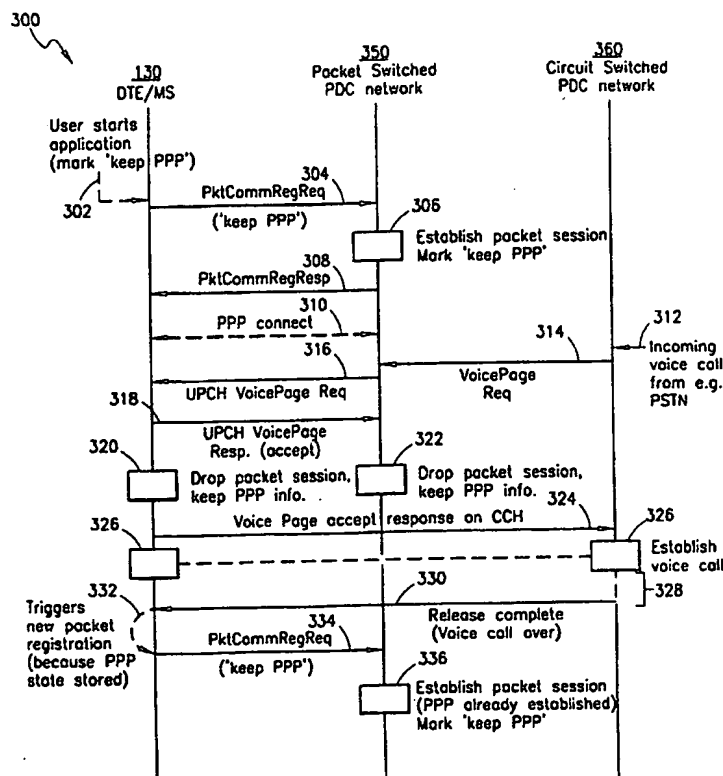 300
130
DTE/MS
350
Packet Switched
PDC network
360
Circuit Switched
PDC network
User starts
application
(mark 'keep PPP')
302
304
PktCommRegReq
('keep PPP')
306
Establish packet session
Mark 'keep PPP'
308
PktCommRegResp
310
PPP connect
312
Incoming
voice call
from e.g.
PSTN
314
VoicePage
Req
316
UPCH VoicePage Req
318
UPCH VoicePage
Resp. (accept)
320
Drop packet session,
keep PPP info.
322
Drop packet session,
keep PPP info.
324
Voice Page accept response on CCH
326
326
Establish
voice call
328
330
Release complete
(Voice call over)
332
Triggers
new packet
registration
(because PPP
state stored)
334
PktCommRegReq
('keep PPP')
336
Establish packet session
(PPP already established)
Mark 'keep PPP'